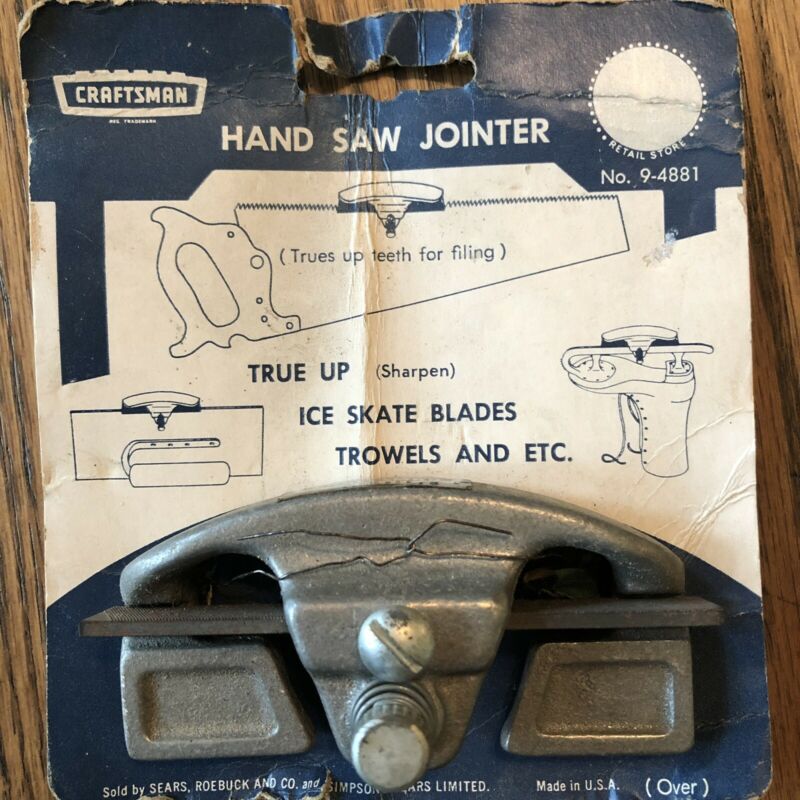 CRAFTSMAN
REG. TRADEMARK
HAND SAW JOINTER
RETAIL STORE
No. 9-4881
(Trues up teeth for filing)
TRUE UP (Sharpen)
ICE SKATE BLADES
TROWELS AND ETC.
Sold by SEARS, ROEBUCK AND CO. and SIMPSON LIMITED.
Made in U.S.A. (Over)